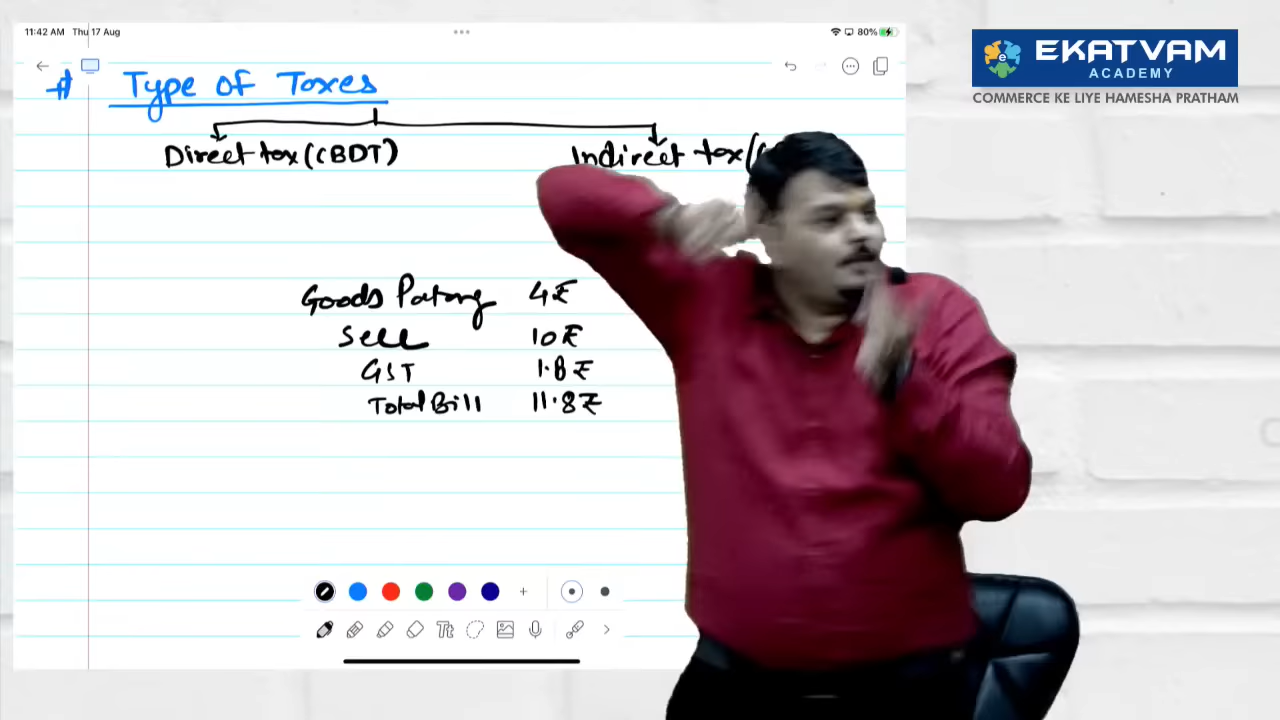 11:42 AM Thu 17 Aug
80%
EKATVAM
ACADEMY
COMMERCE KE LIYE HAMESHA PRATHAM
# Type of Taxes
Direct tax (CBDT)
Indirect tax (
Goods Patang 4₹
Sell 10₹
GST 1.8₹
Total Bill 11.8₹
Tt